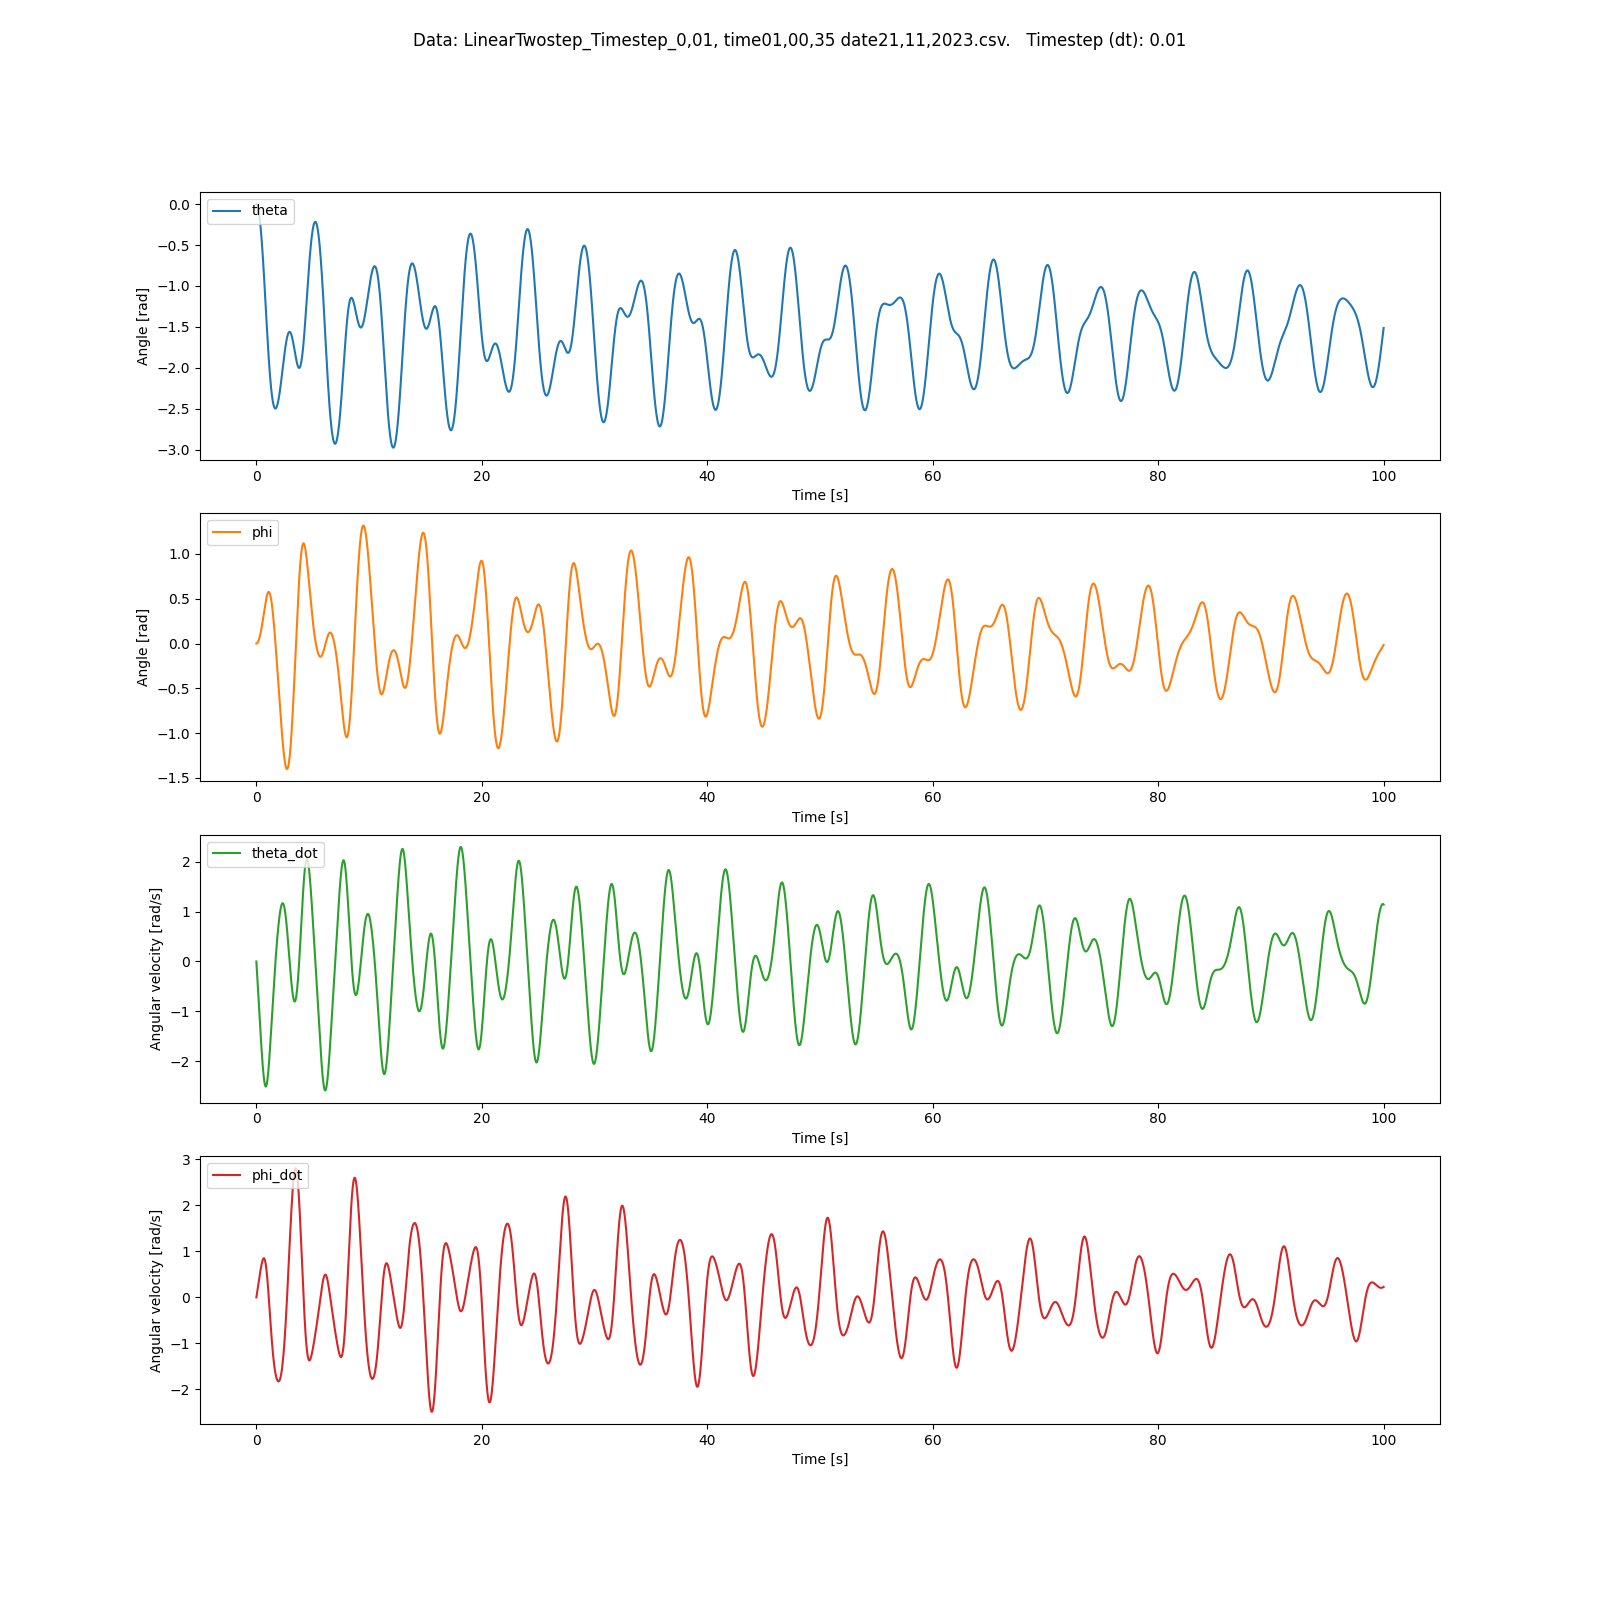 Data: LinearTwostep_Timestep_0,01, time01,00,35 date21,11,2023.csv.   Timestep (dt): 0.01
theta
0.0
−0.5
−1.0
−1.5
−2.0
−2.5
−3.0
Angle [rad]
0 20 40 60 80 100
Time [s]
phi
1.0
0.5
0.0
−0.5
−1.0
−1.5
Angle [rad]
0 20 40 60 80 100
Time [s]
theta_dot
2
1
0
−1
−2
Angular velocity [rad/s]
0 20 40 60 80 100
Time [s]
phi_dot
3
2
1
0
−1
−2
Angular velocity [rad/s]
0 20 40 60 80 100
Time [s]